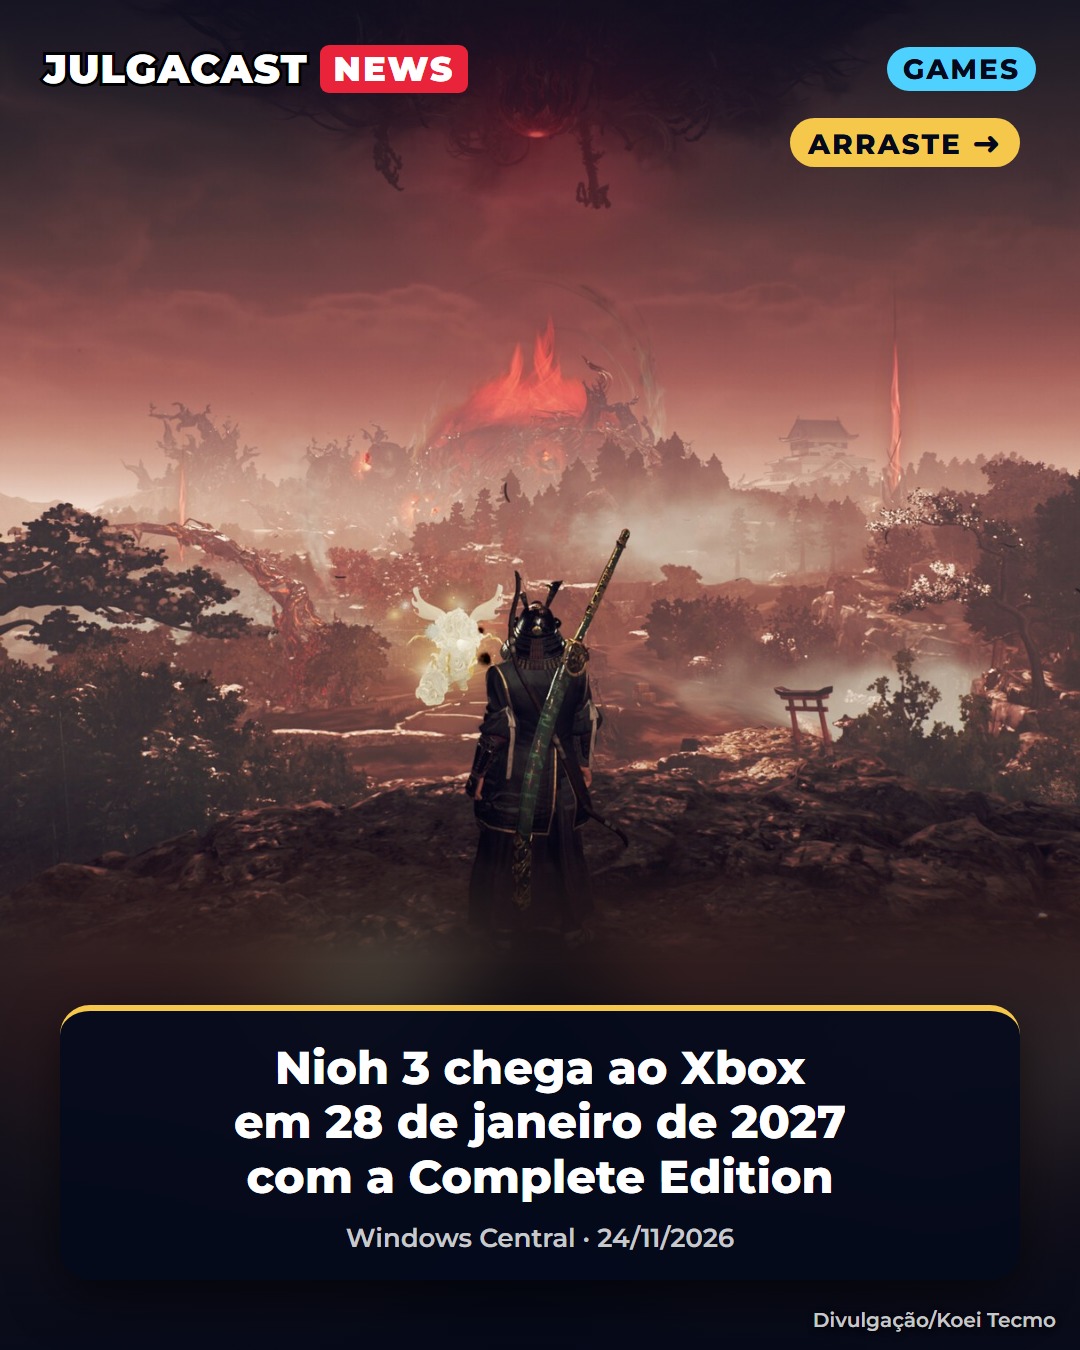 JULGACAST NEWS
GAMES
ARRASTE →
Nioh 3 chega ao Xbox
em 28 de janeiro de 2027
com a Complete Edition
Windows Central · 24/11/2026
Divulgação/Koei Tecmo